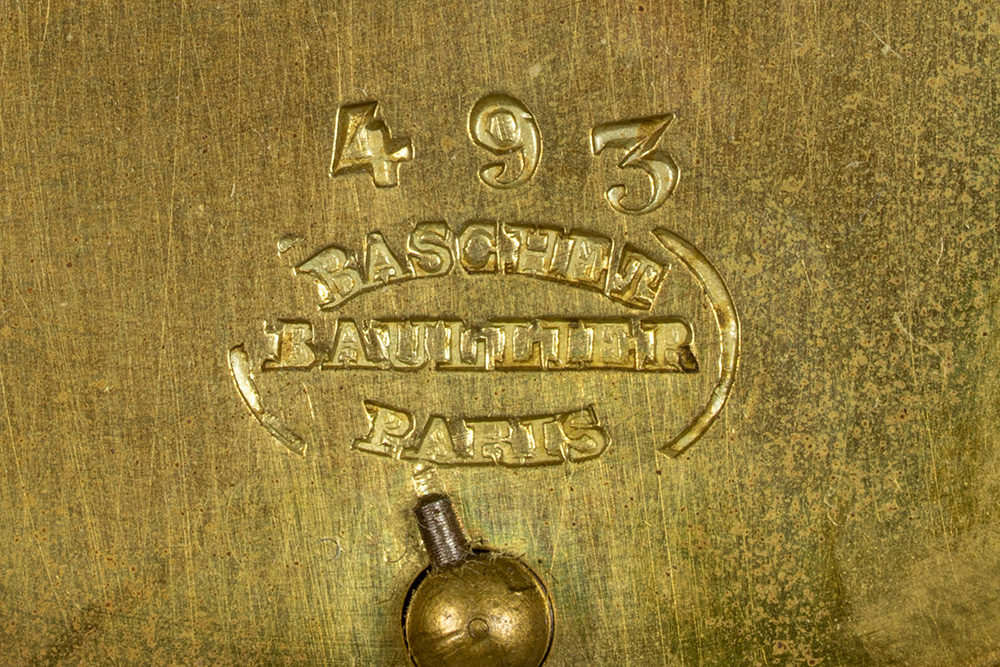 493
BASCHET
BAULLIER
PARIS